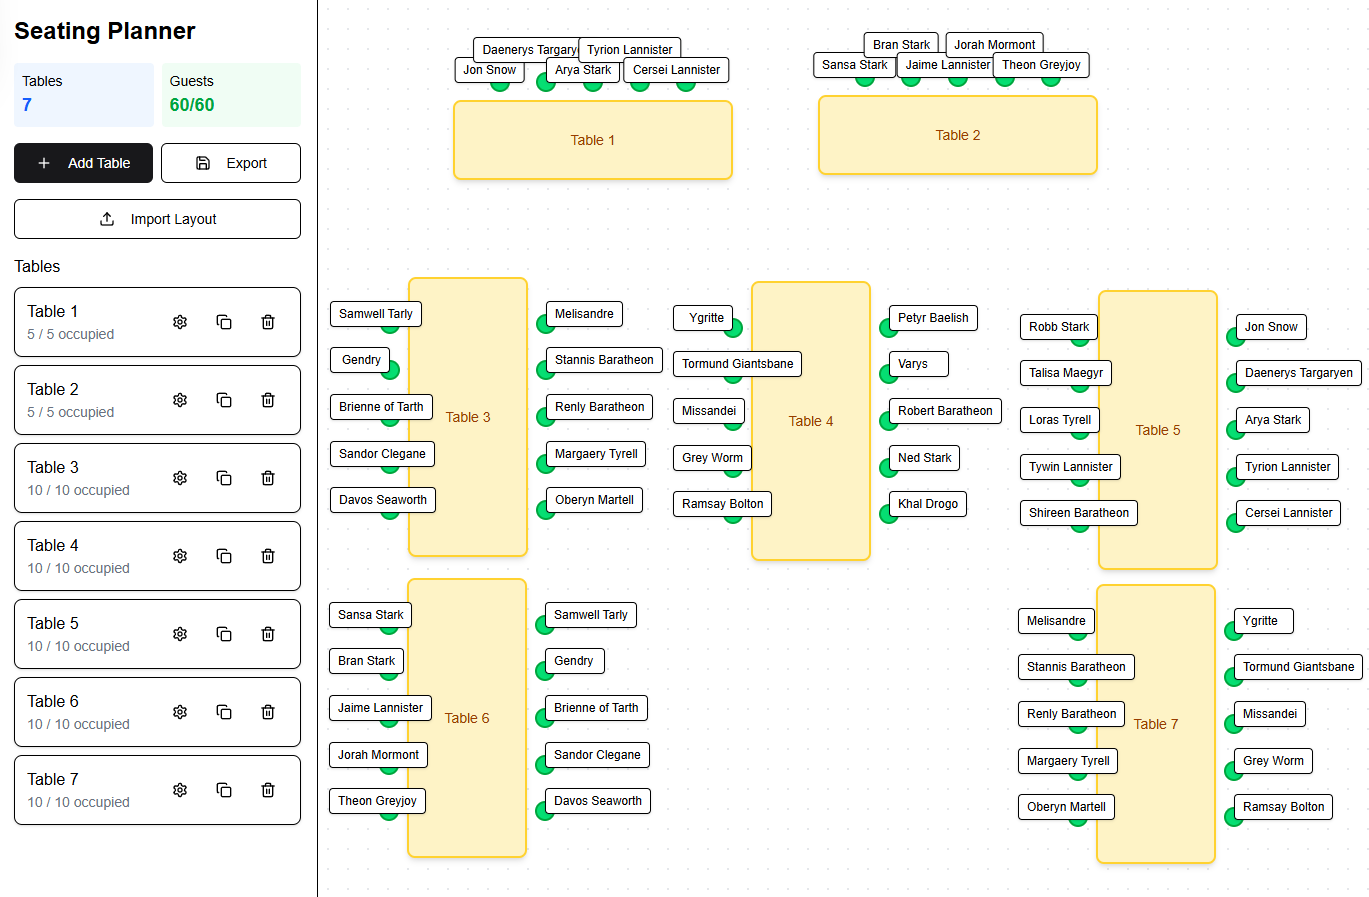 Seating Planner
Tables
7
Guests
60/60
Add Table
Export
Import Layout
Tables
Table 1
5 / 5 occupied
Table 2
5 / 5 occupied
Table 3
10 / 10 occupied
Table 4
10 / 10 occupied
Table 5
10 / 10 occupied
Table 6
10 / 10 occupied
Table 7
10 / 10 occupied
Jon Snow
Daenerys Targarye
Arya Stark
Tyrion Lannister
Cersei Lannister
Table 1
Sansa Stark
Bran Stark
Jaime Lannister
Jorah Mormont
Theon Greyjoy
Table 2
Samwell Tarly
Gendry
Brienne of Tarth
Sandor Clegane
Davos Seaworth
Table 3
Melisandre
Stannis Baratheon
Renly Baratheon
Margaery Tyrell
Oberyn Martell
Ygritte
Tormund Giantsbane
Missandei
Grey Worm
Ramsay Bolton
Table 4
Petyr Baelish
Varys
Robert Baratheon
Ned Stark
Khal Drogo
Robb Stark
Talisa Maegyr
Loras Tyrell
Tywin Lannister
Shireen Baratheon
Table 5
Jon Snow
Daenerys Targaryen
Arya Stark
Tyrion Lannister
Cersei Lannister
Sansa Stark
Bran Stark
Jaime Lannister
Jorah Mormont
Theon Greyjoy
Table 6
Samwell Tarly
Gendry
Brienne of Tarth
Sandor Clegane
Davos Seaworth
Melisandre
Stannis Baratheon
Renly Baratheon
Margaery Tyrell
Oberyn Martell
Table 7
Ygritte
Tormund Giantsbane
Missandei
Grey Worm
Ramsay Bolton